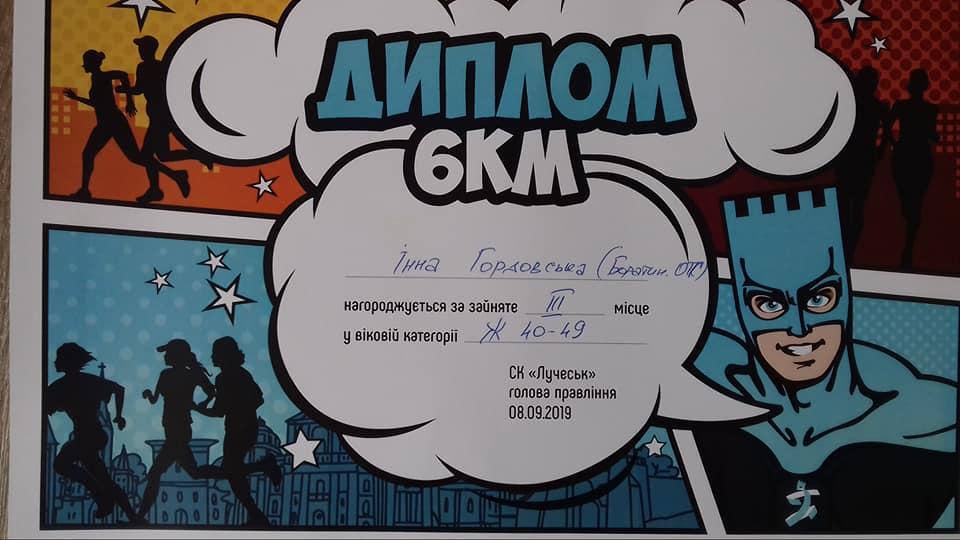 ДИПЛОМ
6КМ
Інна Гордовська (Боратин. ОТГ)
нагороджується за зайняте III місце
у віковій категорії Ж 40-49
СК «Лучеськ»
голова правління
08.09.2019